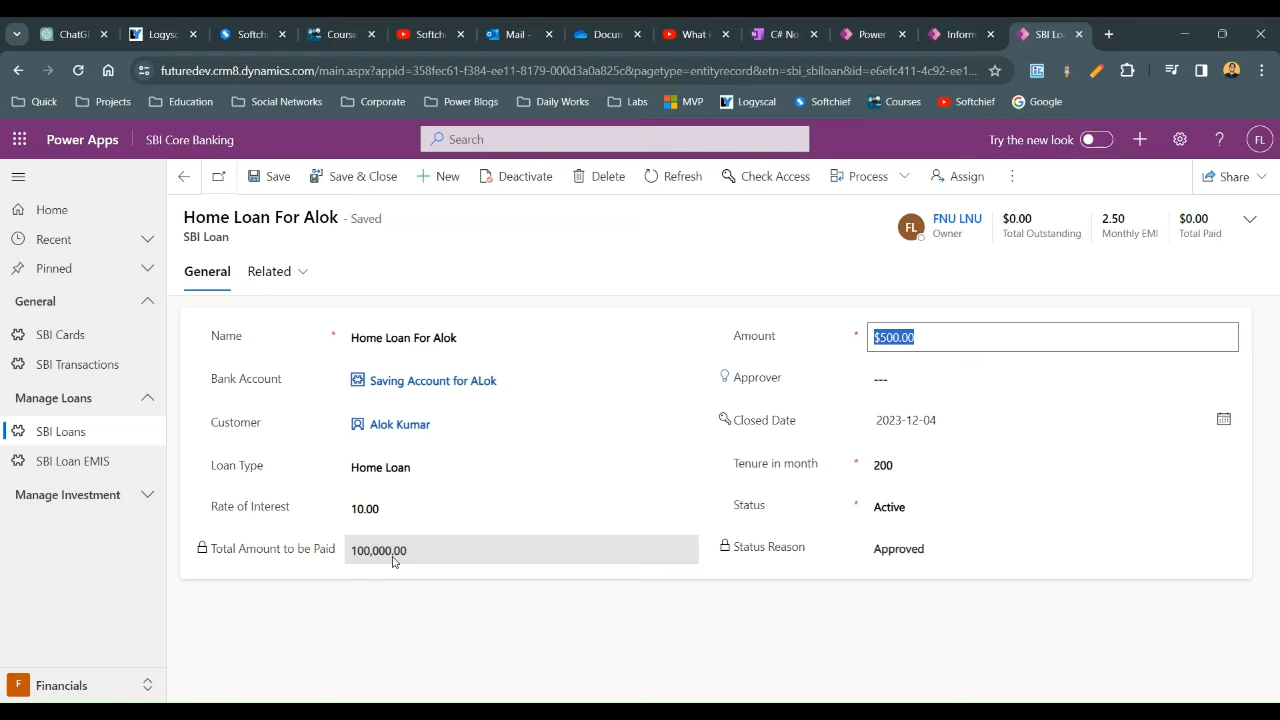 ChatG
Logysc
Softch
Course
Softch
Mail -
Docun
What
C# No
Power
Inform
SBI Lo
futuredev.crm8.dynamics.com/main.aspx?appid=358fec61-f384-ee11-8179-000d3a0a825c&pagetype=entityrecord&etn=sbi_sbiloan&id=e6efc411-4c92-ee1...
Quick
Projects
Education
Social Networks
Corporate
Power Blogs
Daily Works
Labs
MVP
Logyscal
Softchief
Courses
Softchief
Google
Power Apps
SBI Core Banking
Search
Try the new look
FL
Save
Save & Close
New
Deactivate
Delete
Refresh
Check Access
Process
Assign
Share
Home
Recent
Pinned
General
SBI Cards
SBI Transactions
Manage Loans
SBI Loans
SBI Loan EMIS
Manage Investment
F Financials
Home Loan For Alok - Saved
SBI Loan
FL
FNU LNU
Owner
$0.00
Total Outstanding
2.50
Monthly EMI
$0.00
Total Paid
General
Related
Name * Home Loan For Alok
Bank Account Saving Account for ALok
Customer Alok Kumar
Loan Type Home Loan
Rate of Interest 10.00
Total Amount to be Paid 100,000.00
Amount * $500.00
Approver ---
Closed Date 2023-12-04
Tenure in month * 200
Status * Active
Status Reason Approved